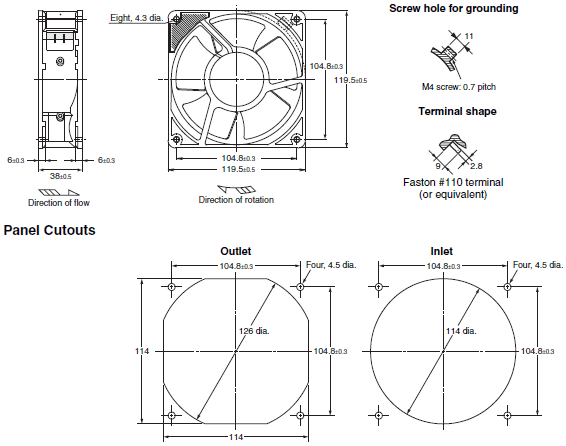 Eight, 4.3 dia.
104.8±0.3
119.5±0.5
104.8±0.3
119.5±0.5
6±0.3
6±0.3
38±0.5
Direction of flow
Direction of rotation
Screw hole for grounding
11
M4 screw: 0.7 pitch
Terminal shape
9
2.8
Faston #110 terminal
(or equivalent)
Panel Cutouts
Outlet
104.8±0.3
Four, 4.5 dia.
126 dia.
114
104.8±0.3
114
Inlet
104.8±0.3
Four, 4.5 dia.
114 dia.
104.8±0.3